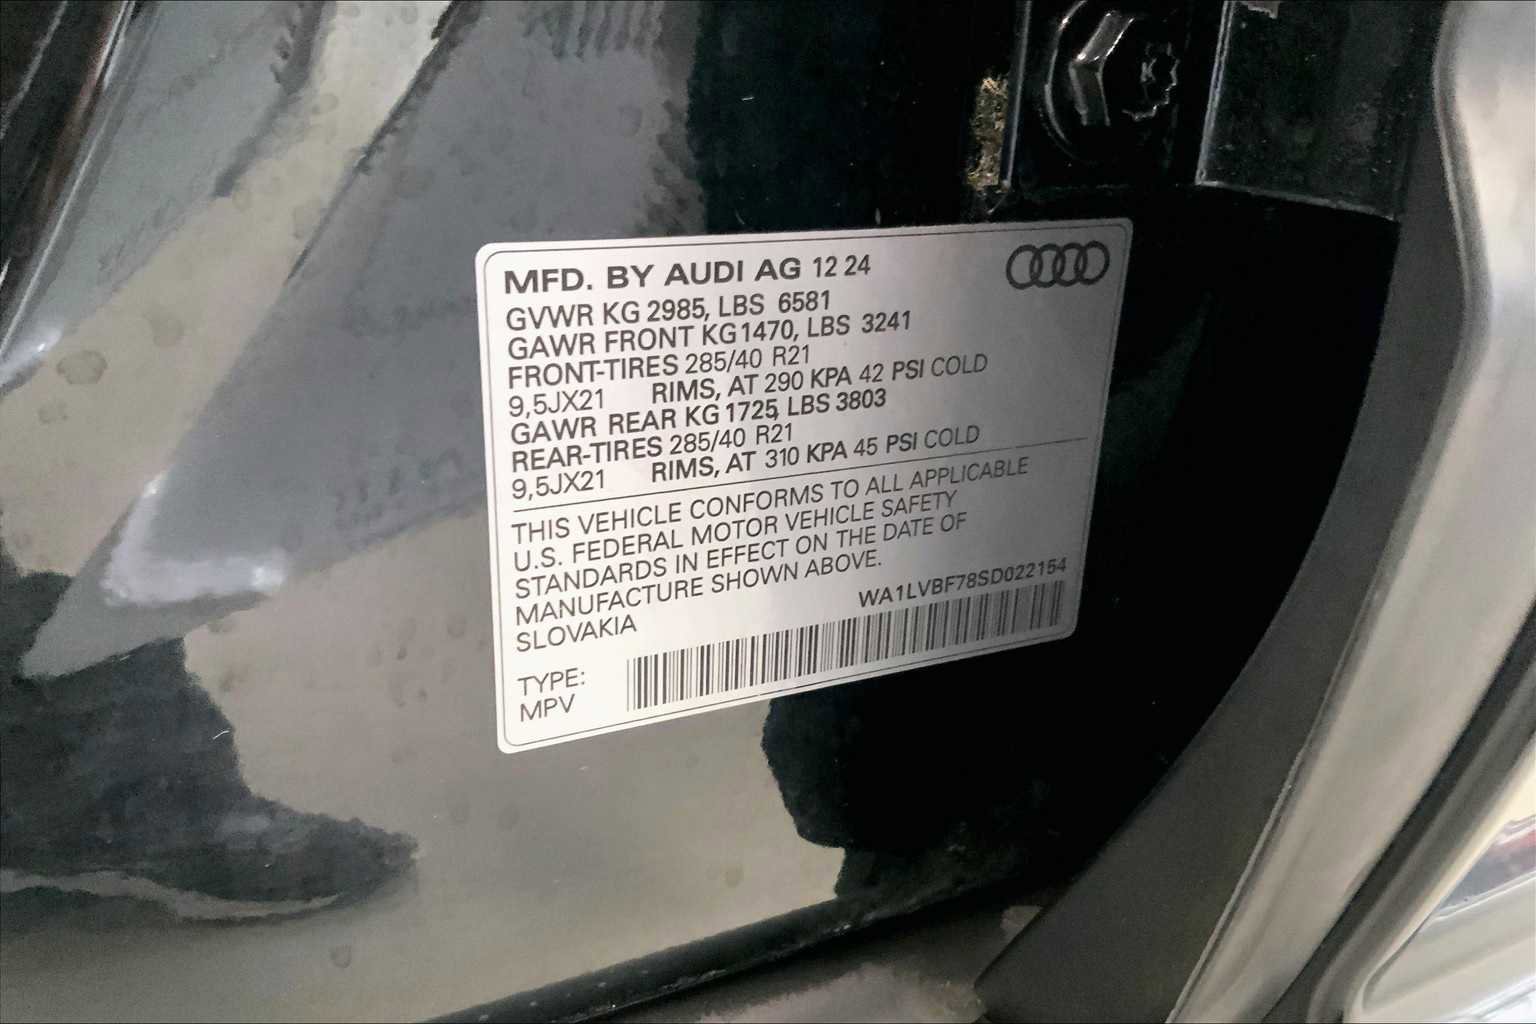 MFD. BY AUDI AG 12 24
GVWR KG 2985, LBS 6581
GAWR FRONT KG1470, LBS 3241
FRONT-TIRES 285/40 R21
9,5JX21 RIMS, AT 290 KPA 42 PSI COLD
GAWR REAR KG 1725, LBS 3803
REAR-TIRES 285/40 R21
9,5JX21 RIMS, AT 310 KPA 45 PSI COLD
THIS VEHICLE CONFORMS TO ALL APPLICABLE
U.S. FEDERAL MOTOR VEHICLE SAFETY
STANDARDS IN EFFECT ON THE DATE OF
MANUFACTURE SHOWN ABOVE.
SLOVAKIA
WA1LVBF78SD022154
TYPE:
MPV